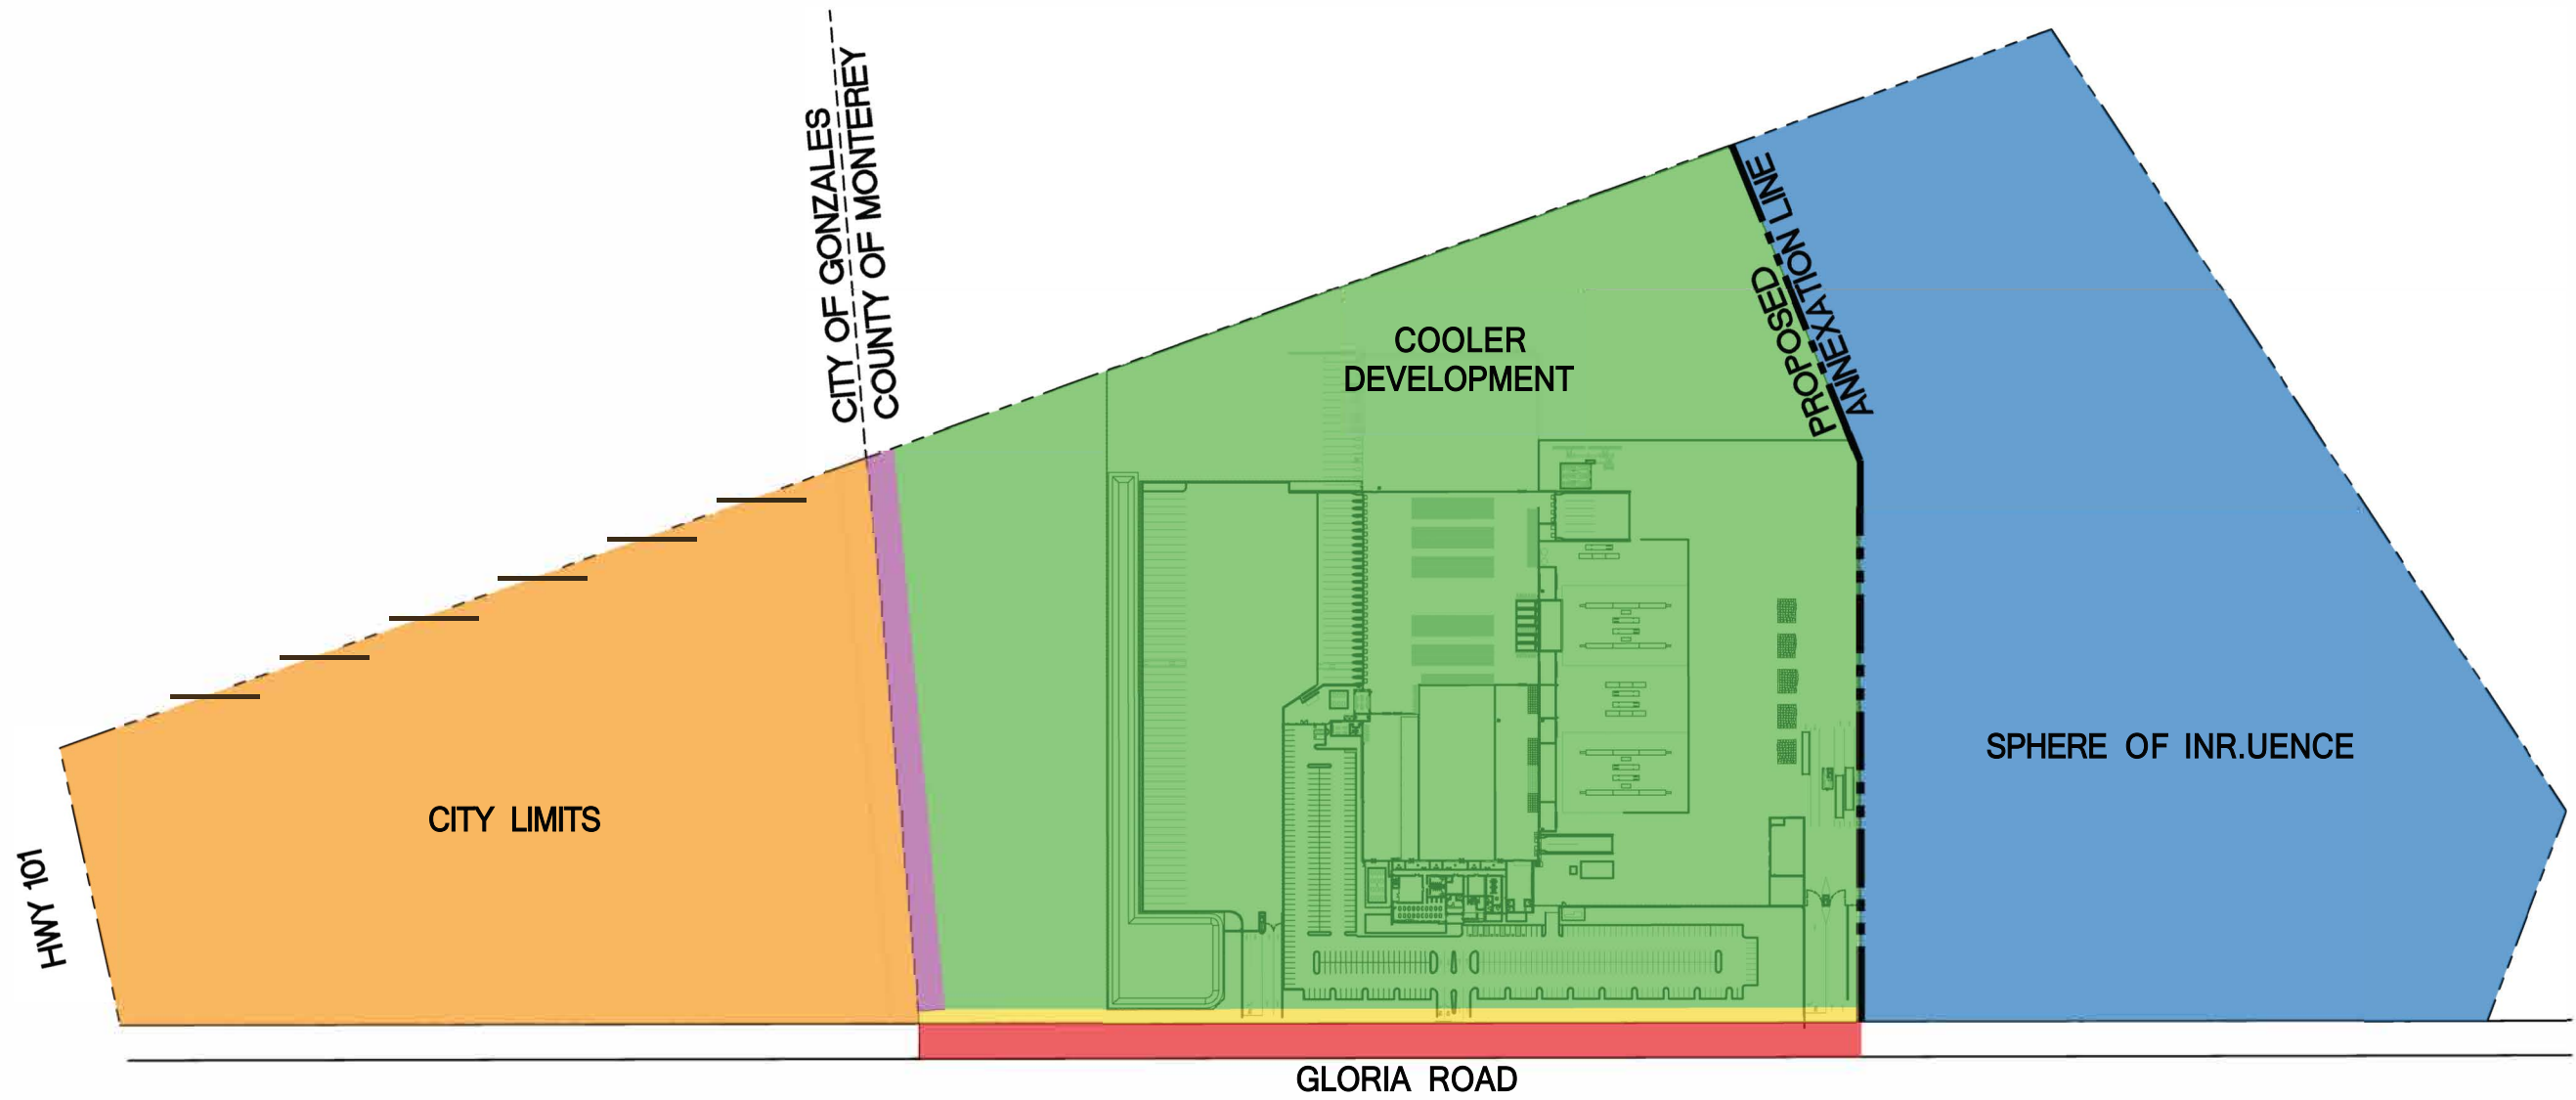 CITY OF GONZALES
COUNTY OF MONTEREY
PROPOSED
ANNEXATION LINE
COOLER
DEVELOPMENT
SPHERE OF INR.UENCE
CITY LIMITS
HWY 101
GLORIA ROAD